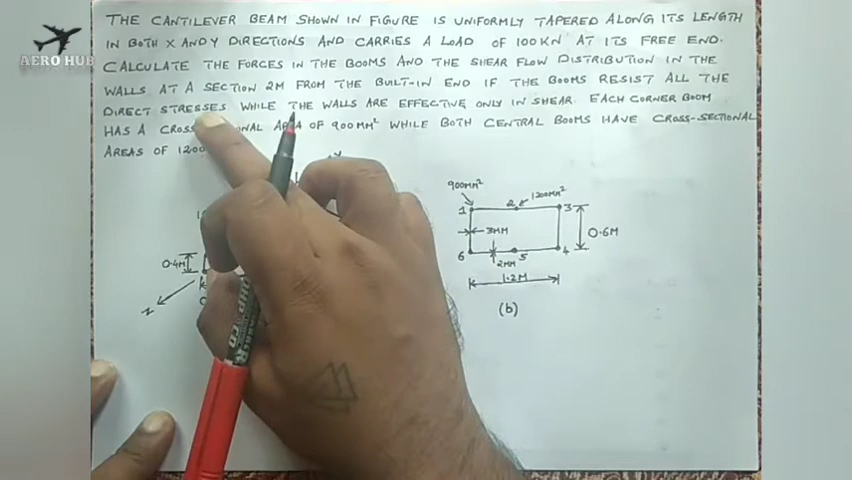 THE CANTILEVER BEAM SHOWN IN FIGURE IS UNIFORMLY TAPERED ALONG ITS LENGTH
IN BOTH X AND Y DIRECTIONS AND CARRIES A LOAD OF 100KN AT ITS FREE END.
AERO HUB
CALCULATE THE FORCES IN THE BOOMS AND THE SHEAR FLOW DISTRIBUTION IN THE
WALLS AT A SECTION 2M FROM THE BUILT-IN END IF THE BOOMS RESIST ALL THE
DIRECT STRESSES WHILE THE WALLS ARE EFFECTIVE ONLY IN SHEAR. EACH CORNER BOOM
HAS A CROSS AREA OF 900MM² WHILE BOTH CENTRAL BOOMS HAVE CROSS-SECTIONAL
AREAS OF 1200
900MM²
1200MM²
1 2 3
3MM
0.6M
6 5 4
2MM
1.2M
(b)
0.4M
Z